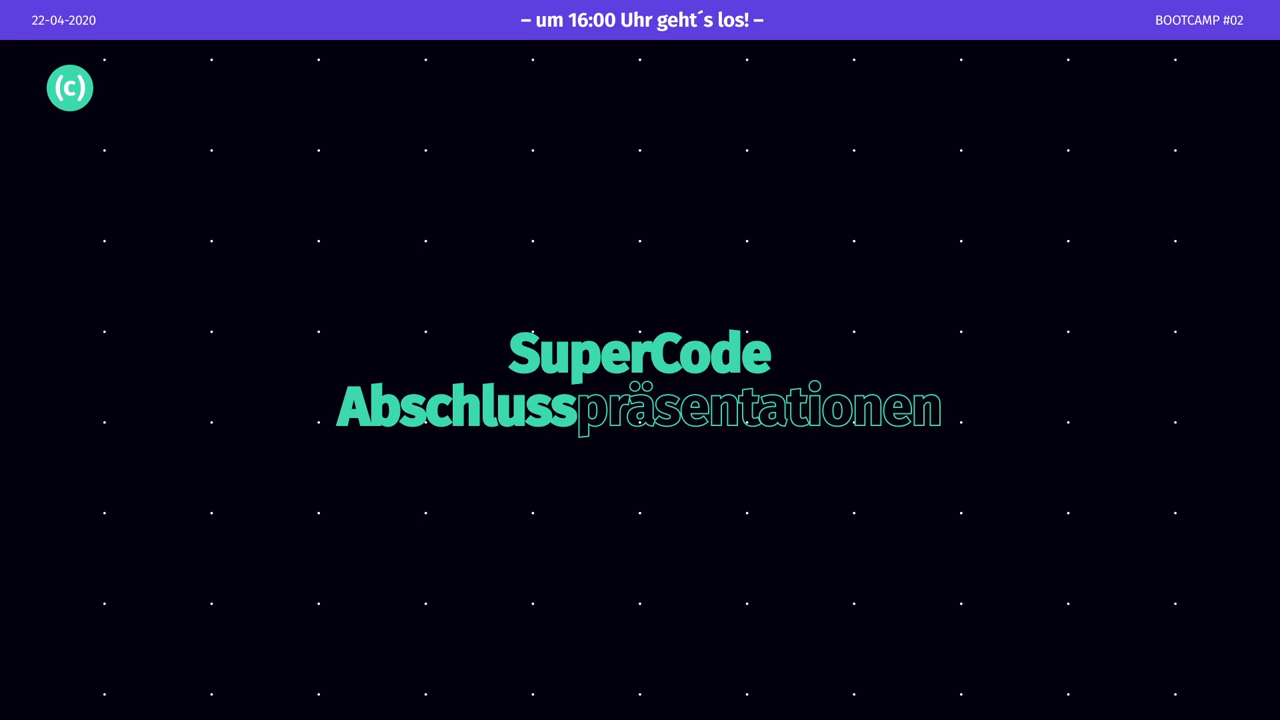 22-04-2020
– um 16:00 Uhr geht´s los! –
BOOTCAMP #02
(c)
SuperCode
Abschlusspräsentationen